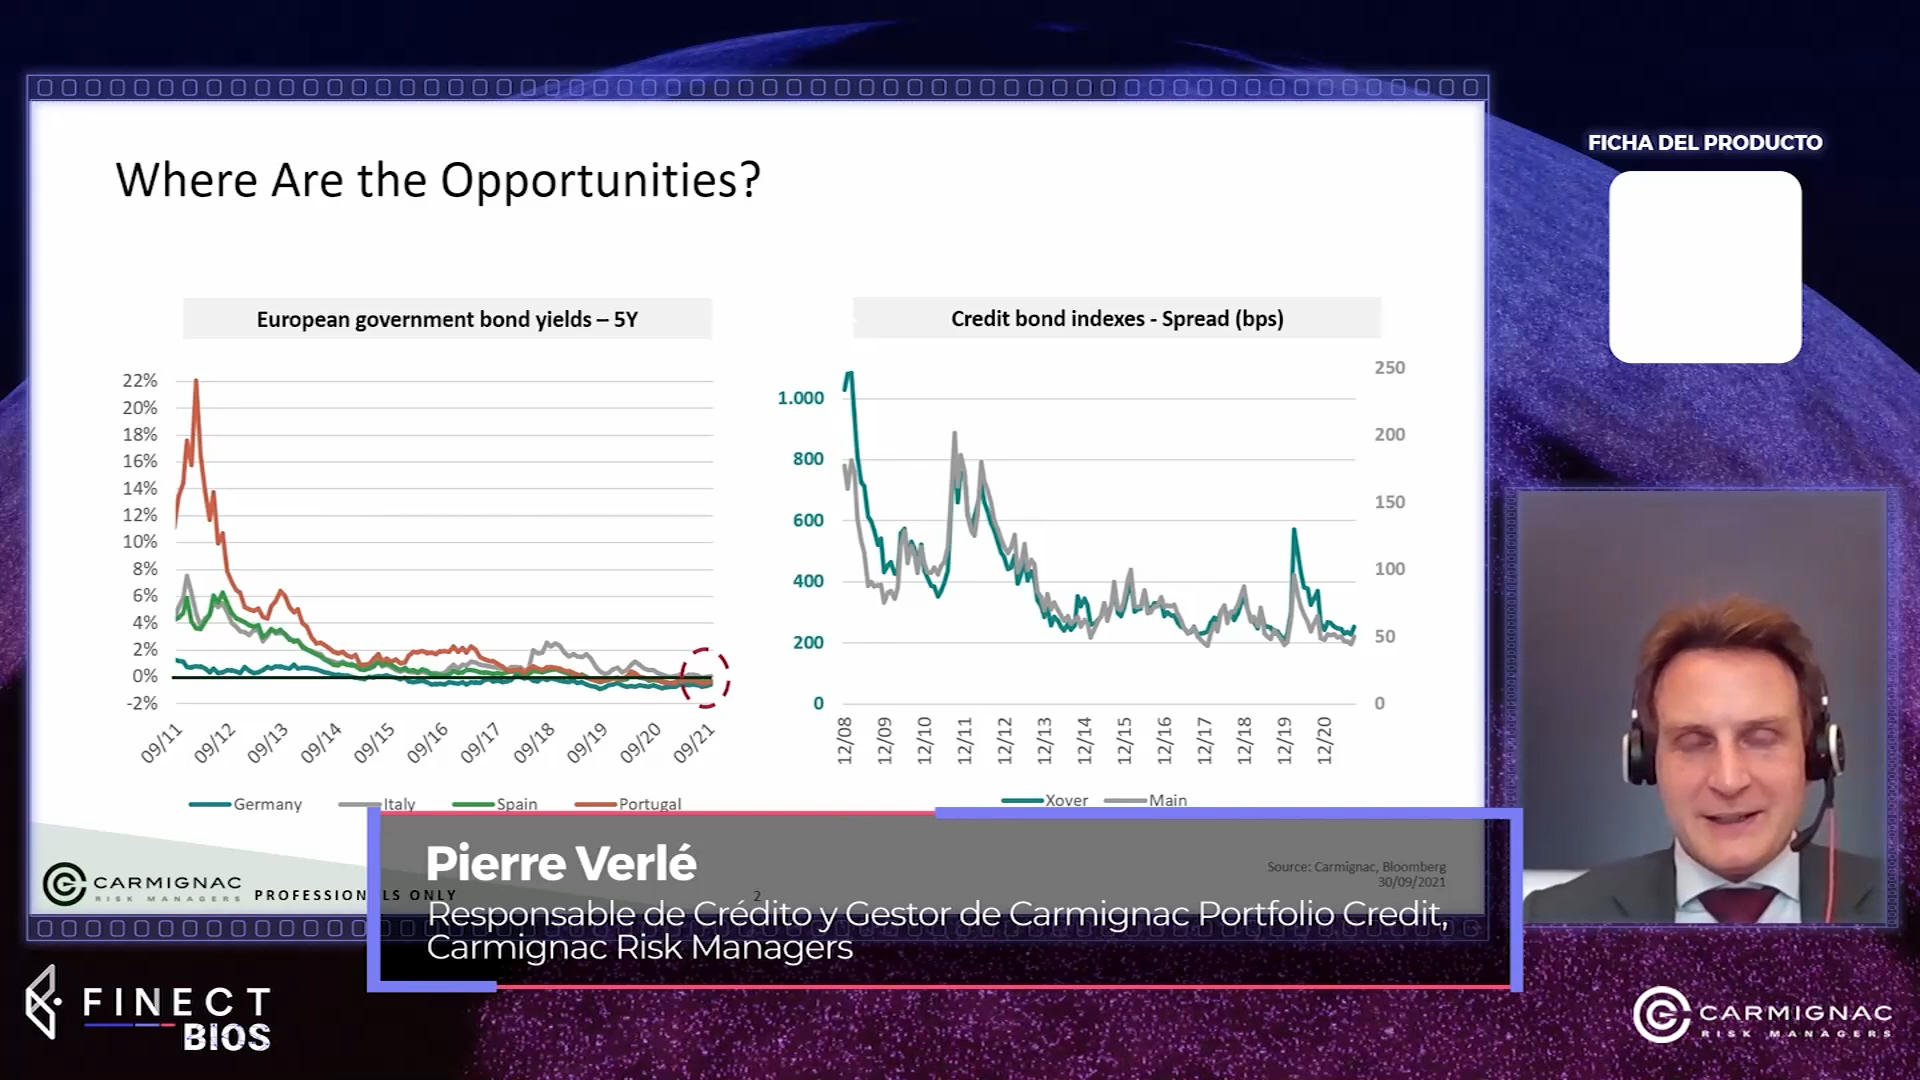 Where Are the Opportunities?
FICHA DEL PRODUCTO
European government bond yields – 5Y
22%
20%
18%
16%
14%
12%
10%
8%
6%
4%
2%
0%
-2%
09/11
09/12
09/13
09/14
09/15
09/16
09/17
09/18
09/19
09/20
09/21
Germany
Italy
Spain
Portugal
Credit bond indexes - Spread (bps)
1.000
800
600
400
200
0
250
200
150
100
50
0
12/08
12/09
12/10
12/11
12/12
12/13
12/14
12/15
12/16
12/17
12/18
12/19
12/20
Xover
Main
CARMIGNAC
RISK MANAGERS
PROFESSIONALS ONLY
2
Source: Carmignac, Bloomberg
30/09/2021
Pierre Verlé
Responsable de Crédito y Gestor de Carmignac Portfolio Credit,
Carmignac Risk Managers
FINECT
BIOS
CARMIGNAC
RISK MANAGERS